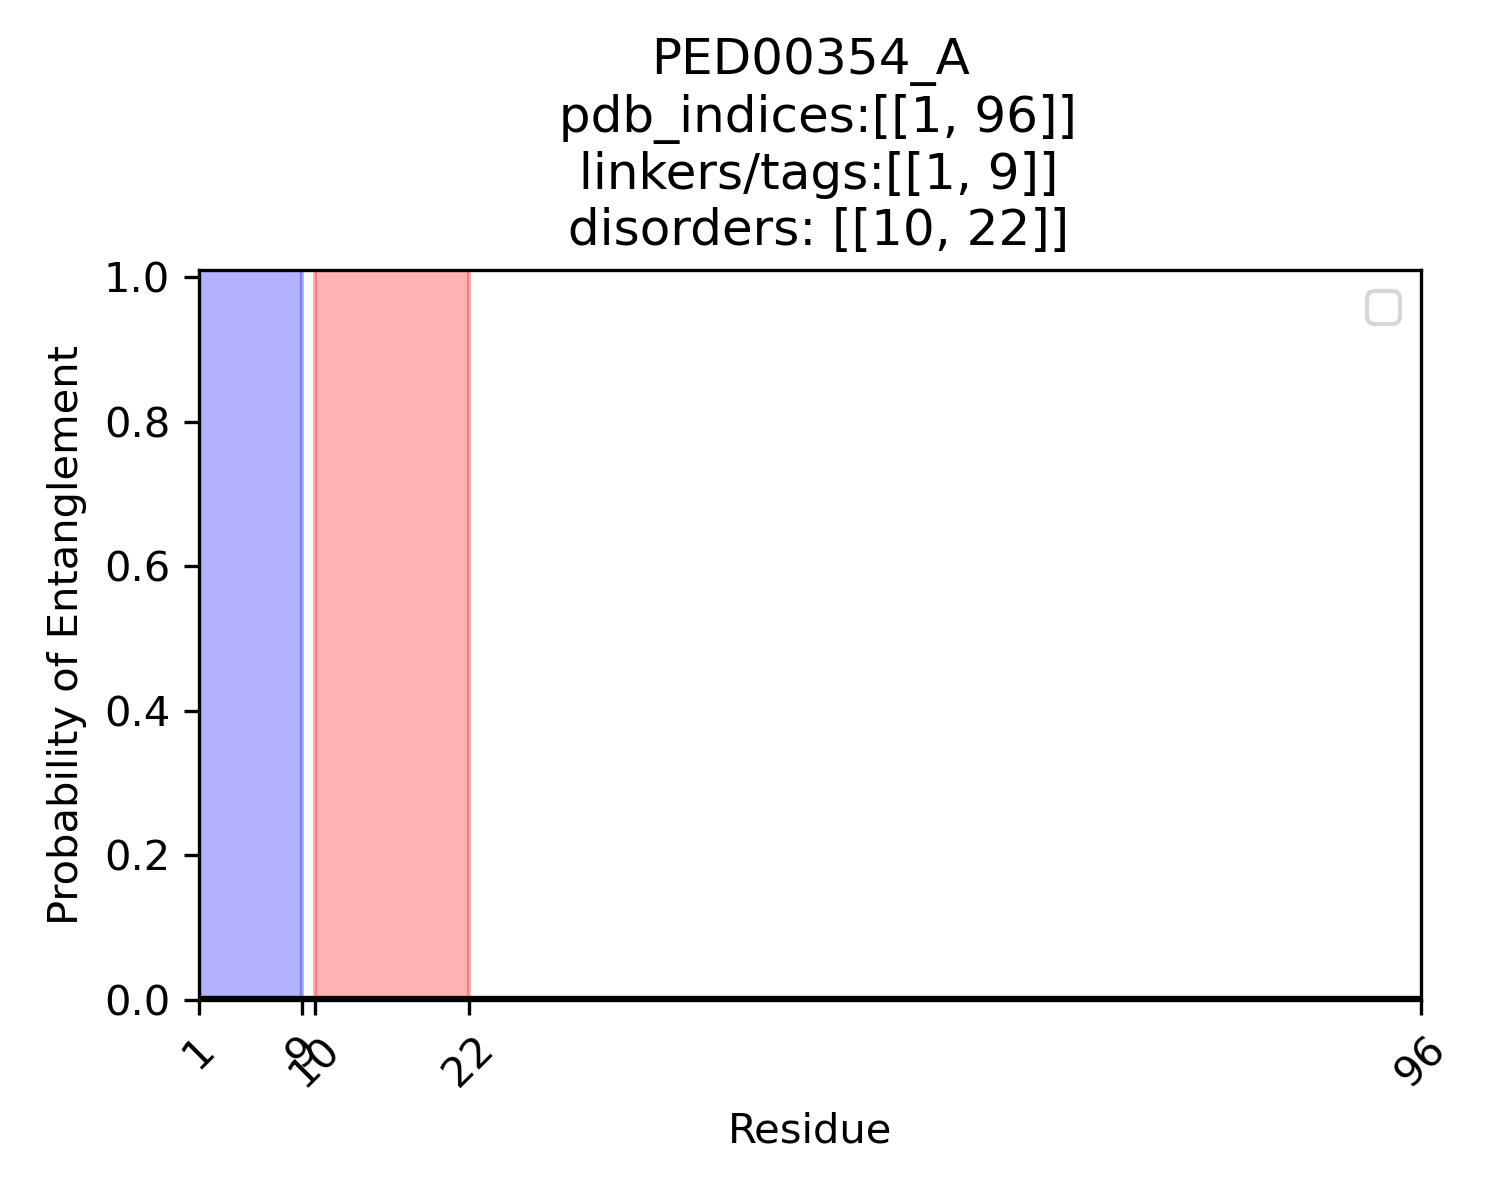 PED00354_A
pdb_indices:[[1, 96]]
linkers/tags:[[1, 9]]
disorders: [[10, 22]]
1.0
0.8
0.6
0.4
0.2
0.0
Probability of Entanglement
1
9
10
22
96
Residue